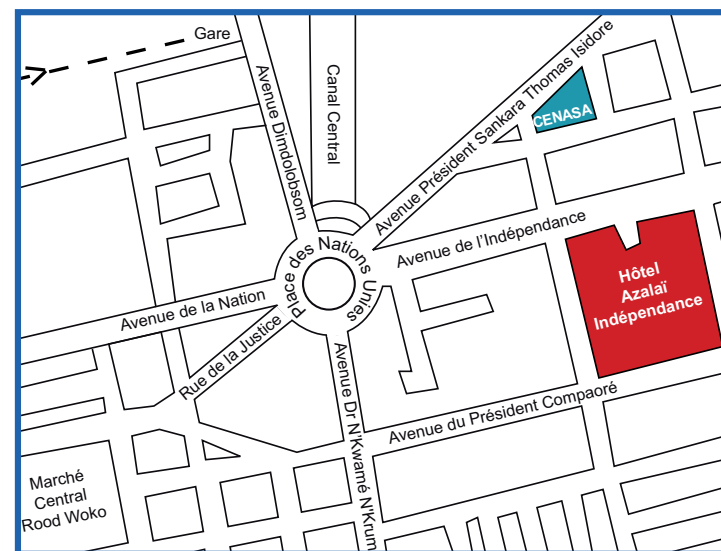 Gare
Avenue Dimdolobsom
Canal Central
Avenue Président Sankara Thomas Isidore
CENASA
Place des Nations Unies
Avenue de l'Indépendance
Hôtel
Azalaï
Indépendance
Avenue de la Nation
Rue de la Justice
Avenue Dr N'Kwamé N'Krum
Avenue du Président Compaoré
Marché
Central
Rood Woko